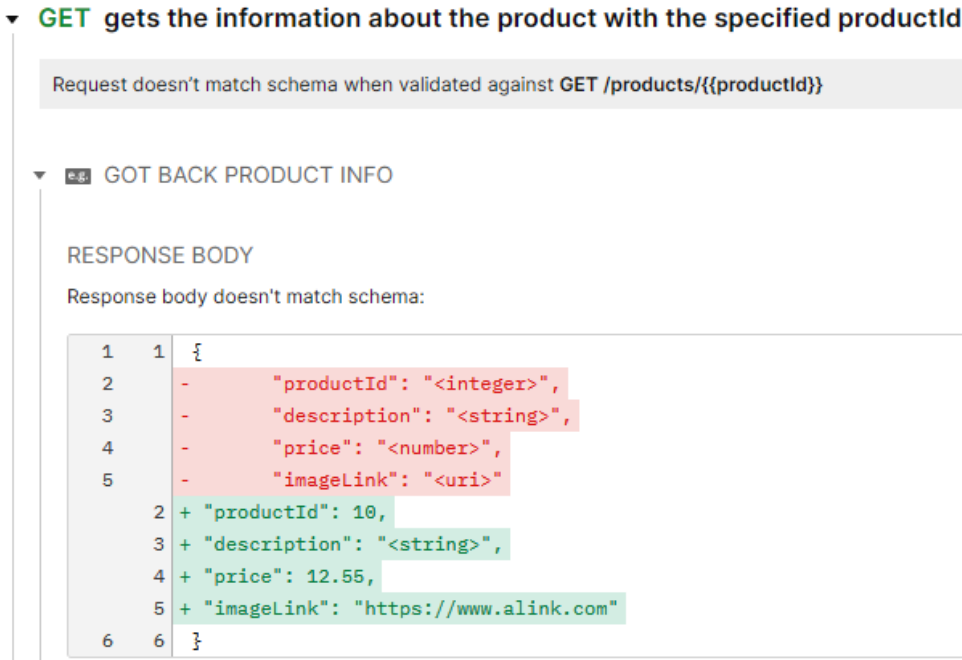 GET gets the information about the product with the specified productId
Request doesn't match schema when validated against GET /products/{{productId}}
e.g. GOT BACK PRODUCT INFO
RESPONSE BODY
Response body doesn't match schema:
1 1 {
2 - "productId": "<integer>",
3 - "description": "<string>",
4 - "price": "<number>",
5 - "imageLink": "<uri>"
2 + "productId": 10,
3 + "description": "<string>",
4 + "price": 12.55,
5 + "imageLink": "https://www.alink.com"
6 6 }